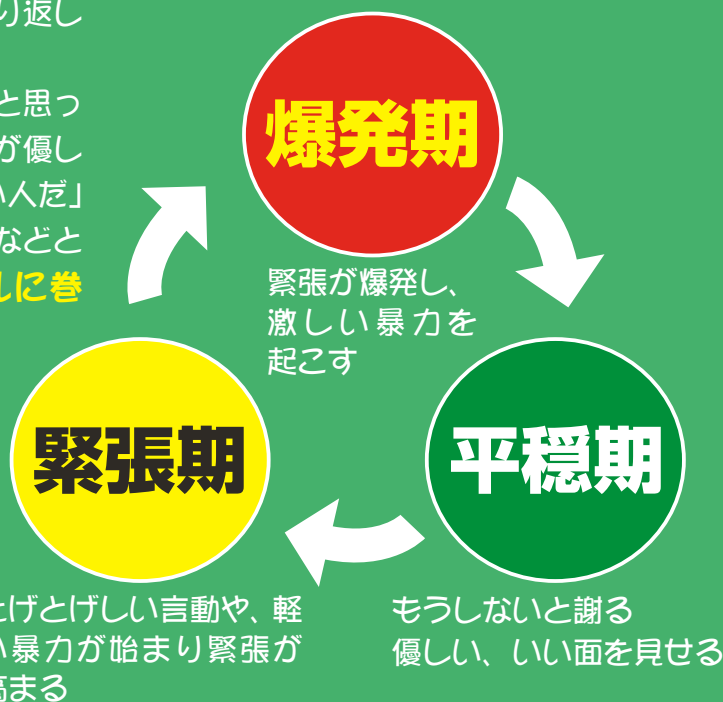 り返し
と思っ
が優し
い人だ」
などと
ルに巻
爆発期
緊張が爆発し、
激しい暴力を
起こす
緊張期
平穏期
とげとげしい言動や、軽
い暴力が始まり緊張が
高まる
もうしないと謝る
優しい、いい面を見せる